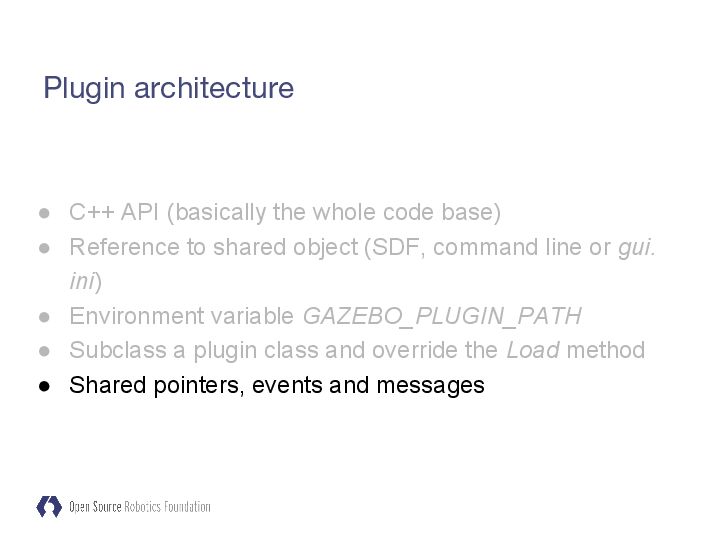 Plugin architecture
● C++ API (basically the whole code base)
● Reference to shared object (SDF, command line or gui.
ini)
● Environment variable GAZEBO_PLUGIN_PATH
● Subclass a plugin class and override the Load method
● Shared pointers, events and messages
Open Source Robotics Foundation